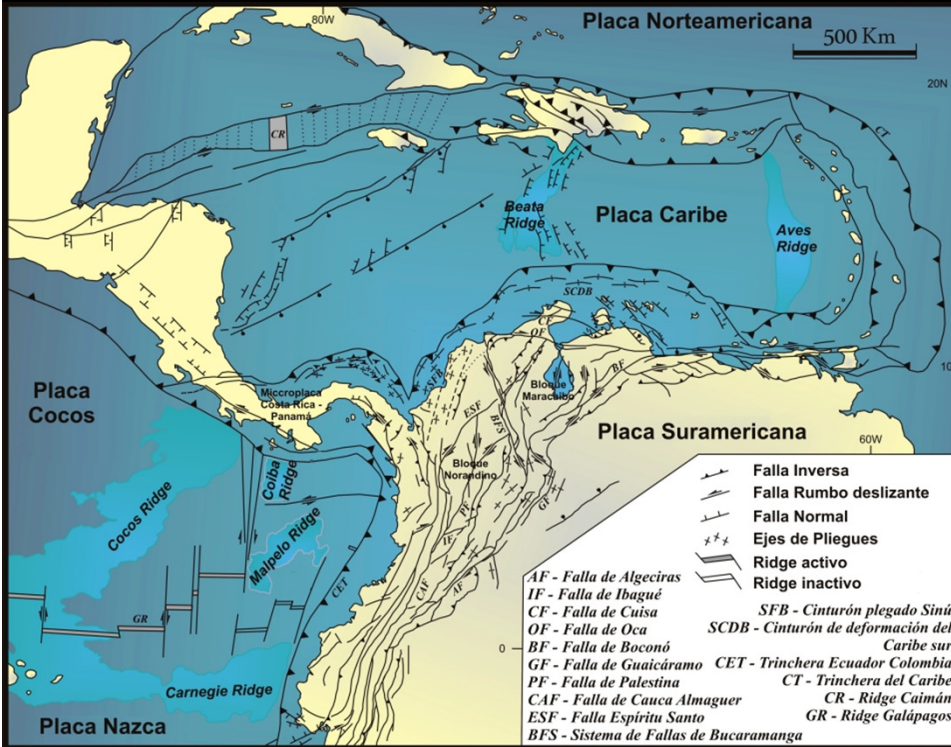 Placa Norteamericana
80W
500 Km
20N
CR
CT
Beata
Ridge
Placa Caribe
Aves
Ridge
SCDB
CF
OF
SFB
BF
Placa
Cocos
Miccroplaca
Costa Rica -
Panamá
Bloque
Maracaibo
ESF
BFS
Placa Suramericana
60W
10
Bloque
Norandino
Coiba
Ridge
Cocos Ridge
Malpelo Ridge
PF
GF
IF
CET
CAF
AF
GR
0
Carnegie Ridge
Placa Nazca
Falla Inversa
Falla Rumbo deslizante
Falla Normal
Ejes de Pliegues
Ridge activo
Ridge inactivo
AF - Falla de Algeciras
IF - Falla de Ibagué
CF - Falla de Cuisa
OF - Falla de Oca
BF - Falla de Boconó
GF - Falla de Guaicáramo
PF - Falla de Palestina
CAF - Falla de Cauca Almaguer
ESF - Falla Espíritu Santo
BFS - Sistema de Fallas de Bucaramanga
SFB - Cinturón plegado Sinú
SCDB - Cinturón de deformación del
Caribe sur
CET - Trinchera Ecuador Colombia
CT - Trinchera del Caribe
CR - Ridge Caimán
GR - Ridge Galápagos